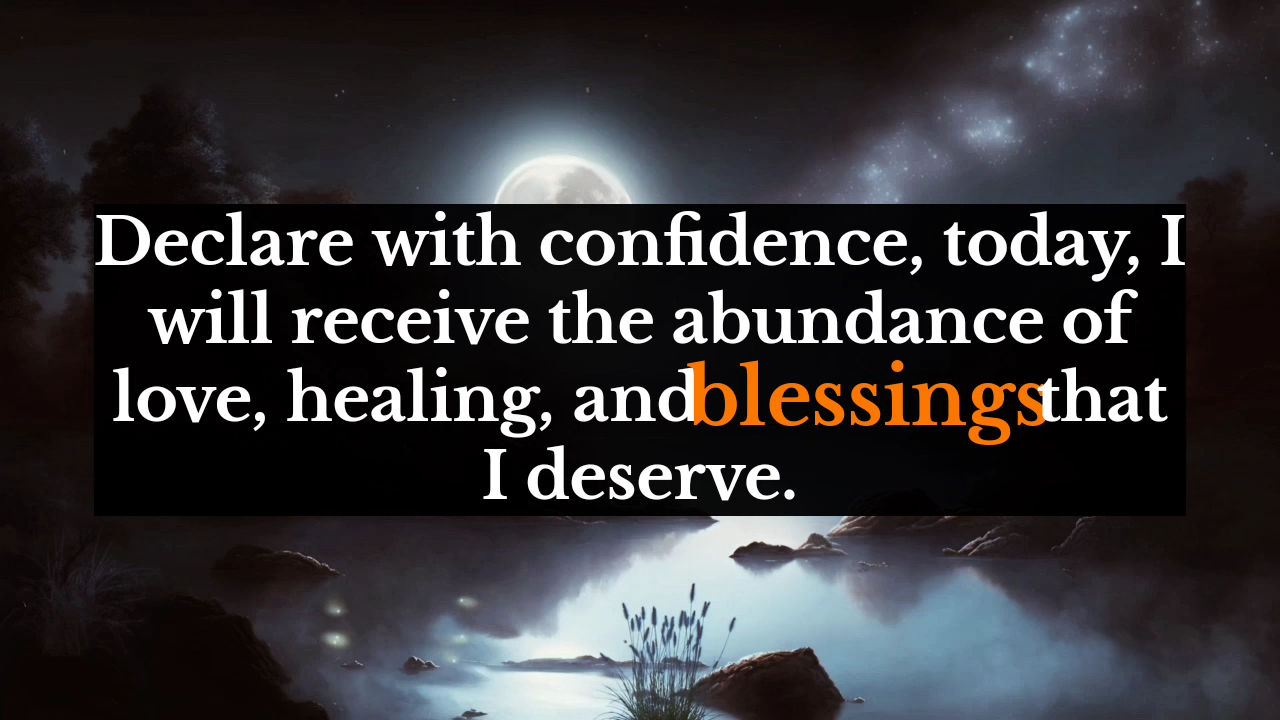 Declare with confidence, today, I
will receive the abundance of
love, healing, and blessings that
I deserve.